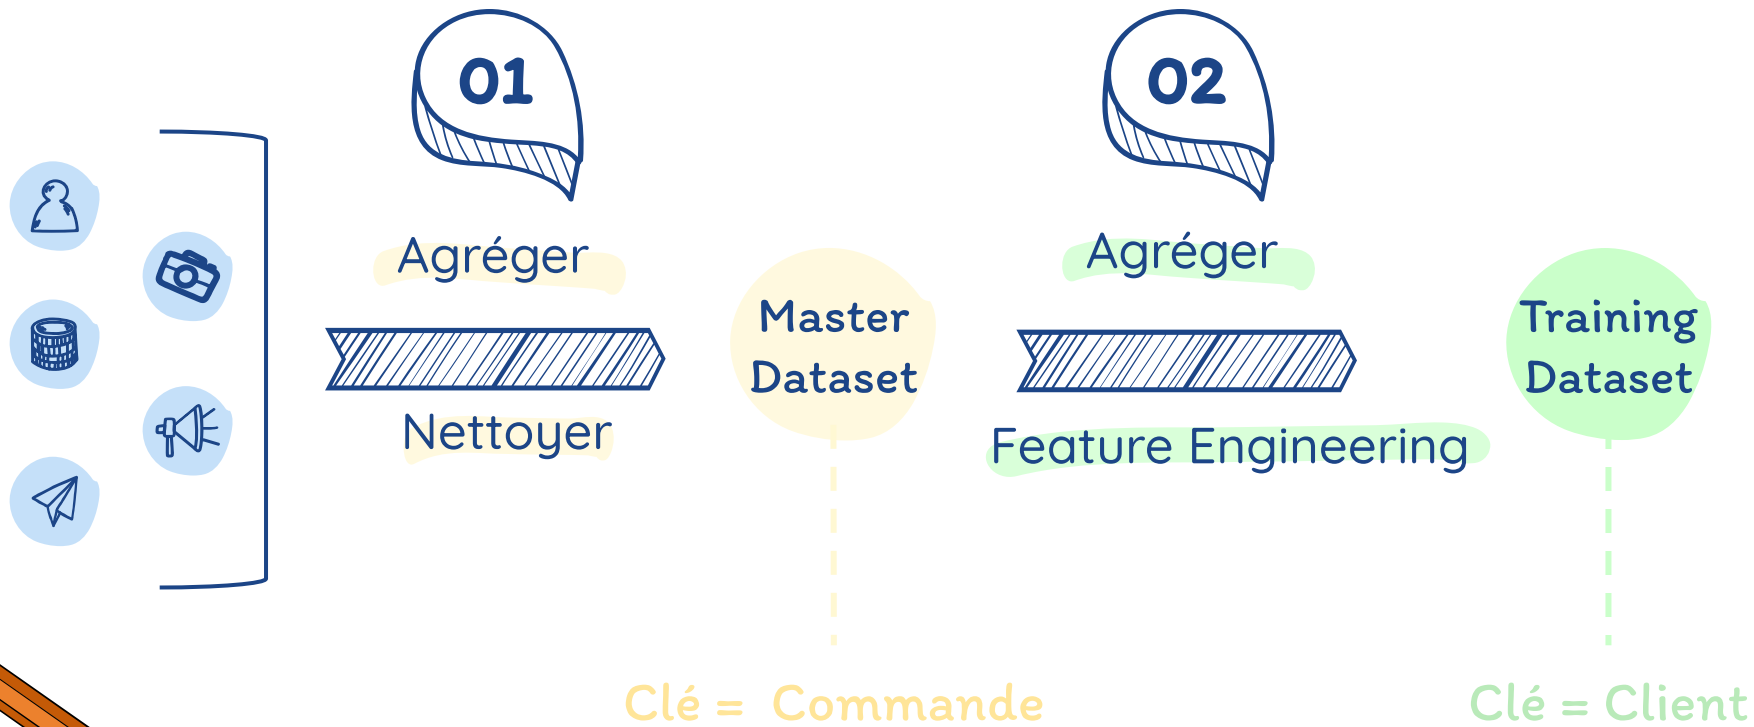 01
Agréger
Nettoyer
Master
Dataset
Clé = Commande
02
Agréger
Feature Engineering
Training
Dataset
Clé = Client